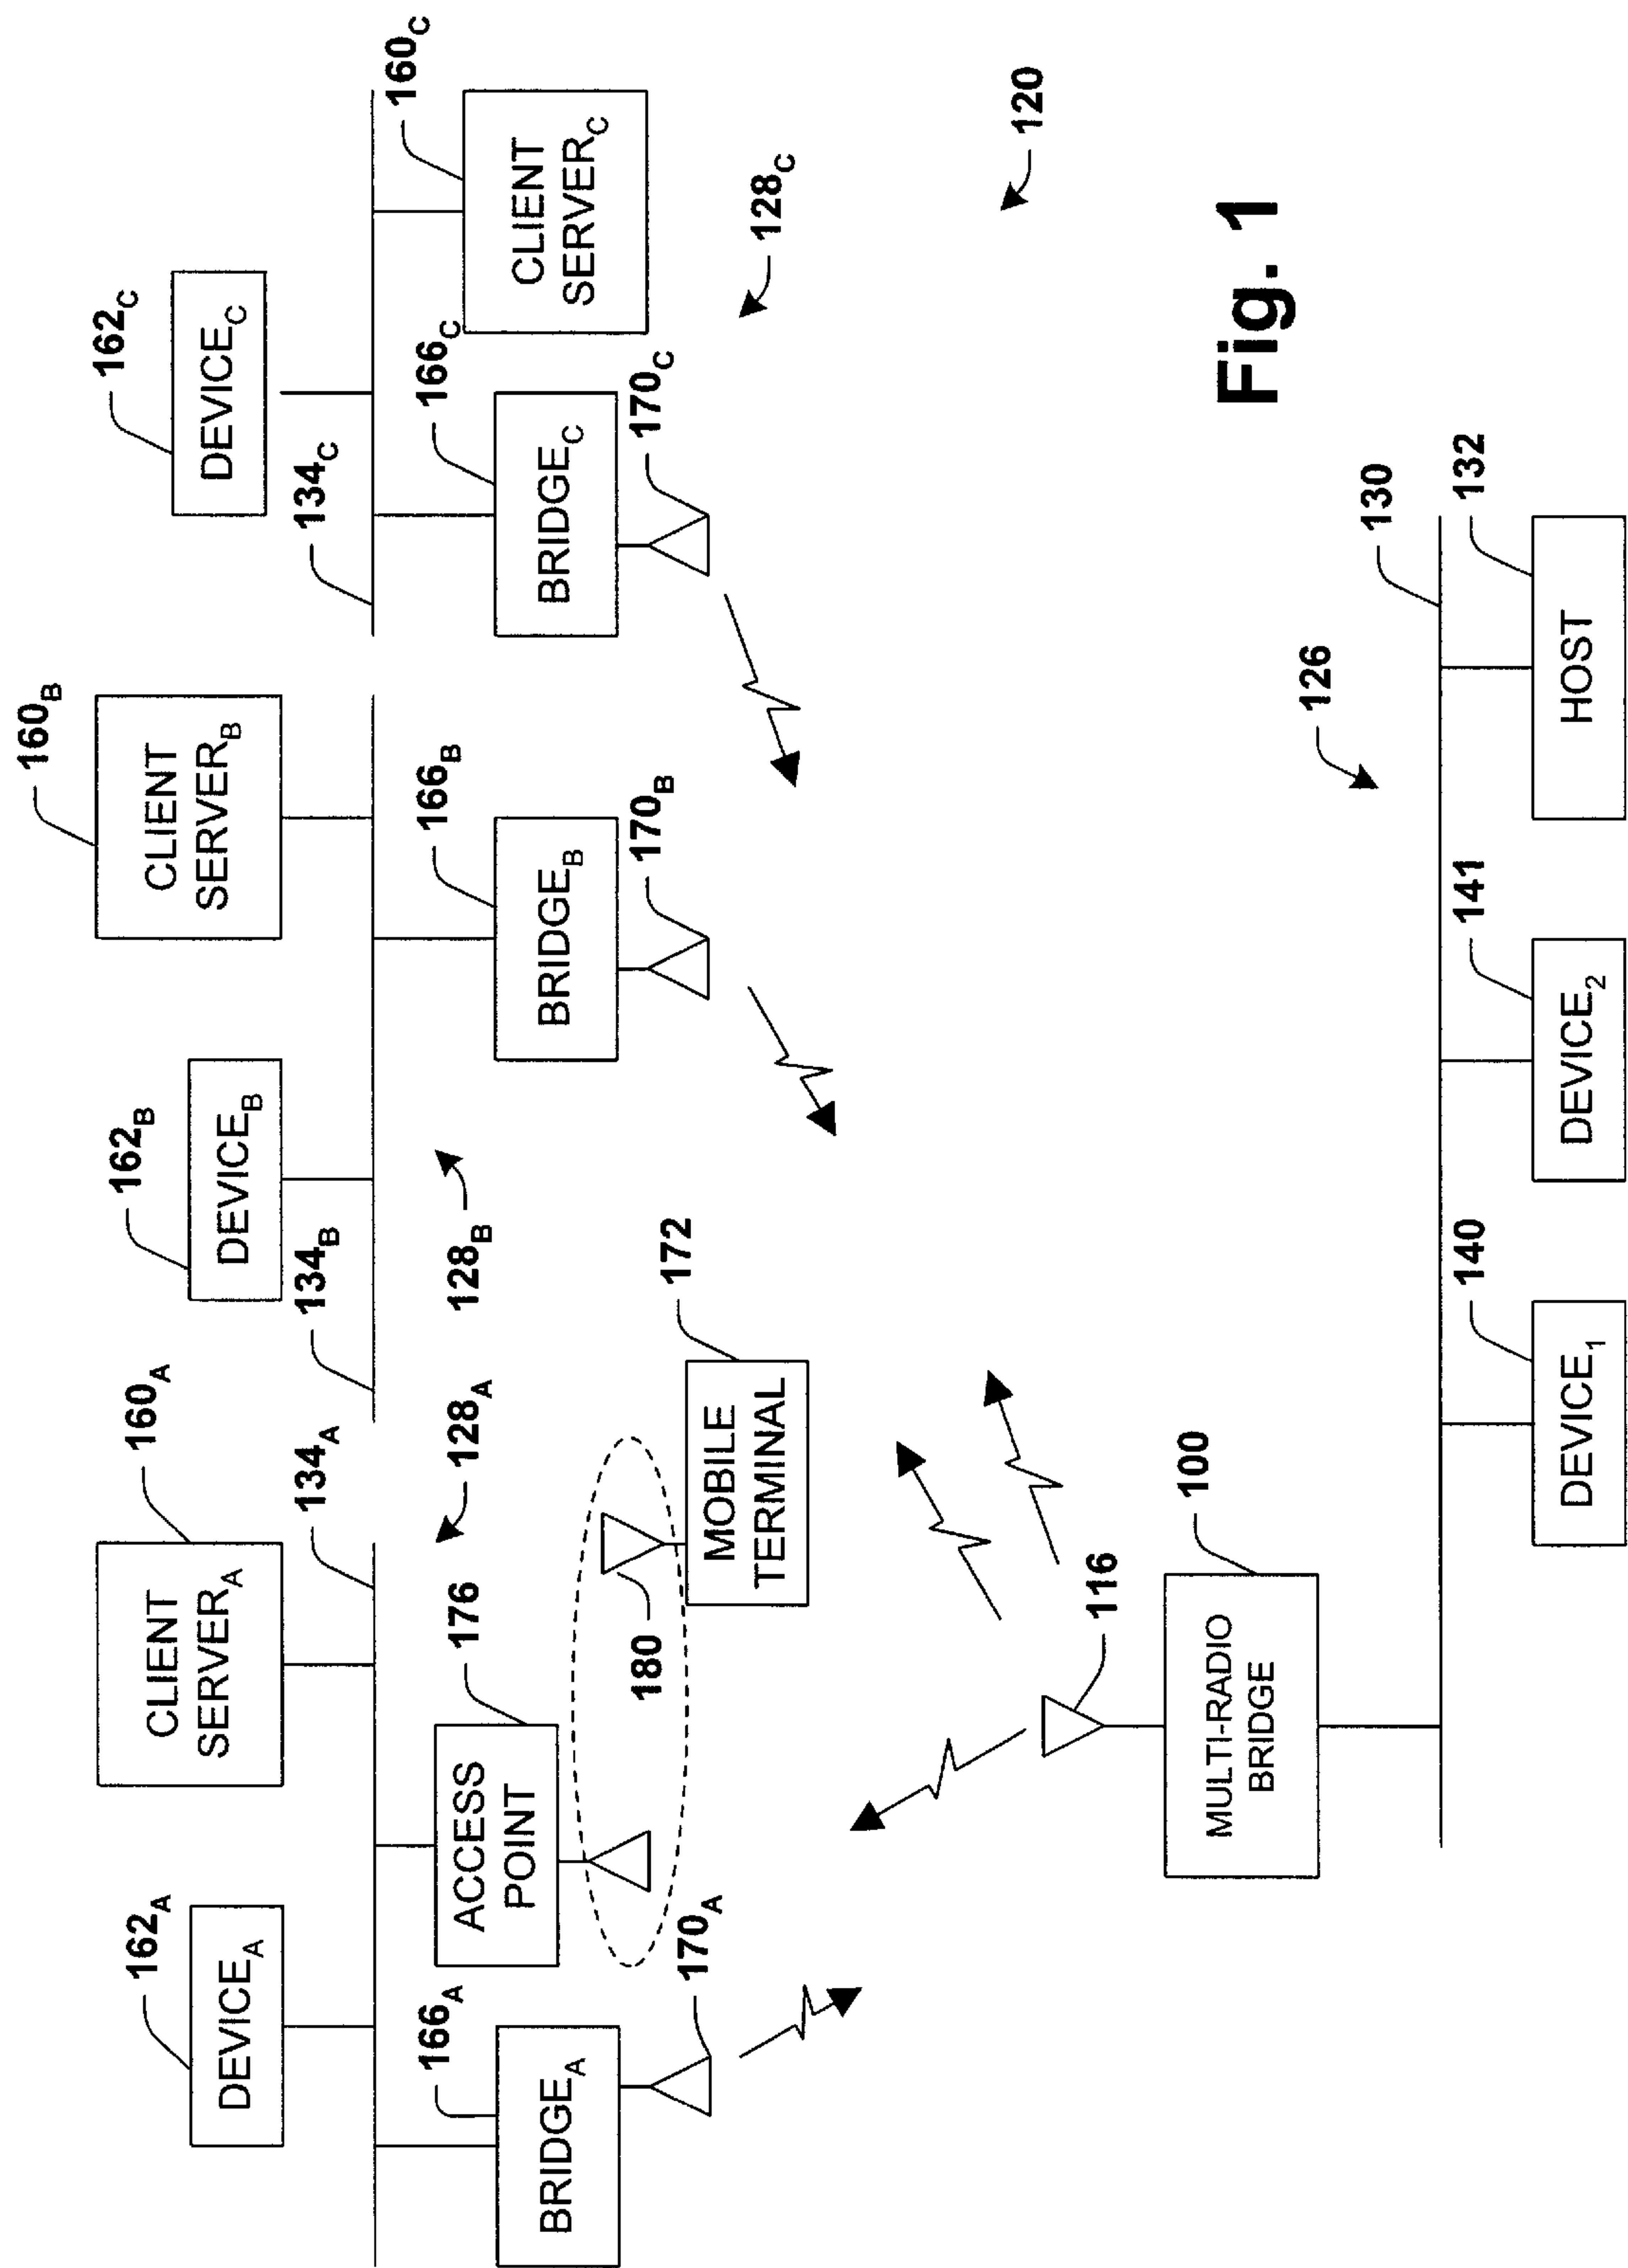 160B
160C
162C
160A
162B
162A
CLIENT
SERVERB
DEVICEC
CLIENT
SERVERA
DEVICEB
DEVICEA
134A
134B
134C
128A
128B
176
166A
166B
166C
ACCESS
POINT
BRIDGEA
BRIDGEB
BRIDGEC
CLIENT
SERVERC
180
172
170A
170B
170C
MOBILE
TERMINAL
128C
120
116
100
MULTI-RADIO
BRIDGE
Fig. 1
126
130
140
141
132
DEVICE1
DEVICE2
HOST